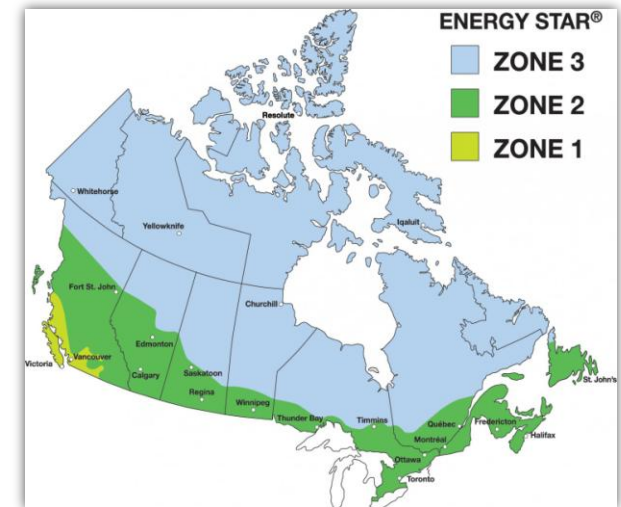 ENERGY STAR®
ZONE 3
ZONE 2
ZONE 1
Resolute
Whitehorse
Yellowknife
Iqaluit
Fort St. John
Churchill
Edmonton
Vancouver
Victoria
Calgary
Saskatoon
Regina
Winnipeg
Thunder Bay
Timmins
Québec
Fredericton
St. John's
Montréal
Halifax
Ottawa
Toronto